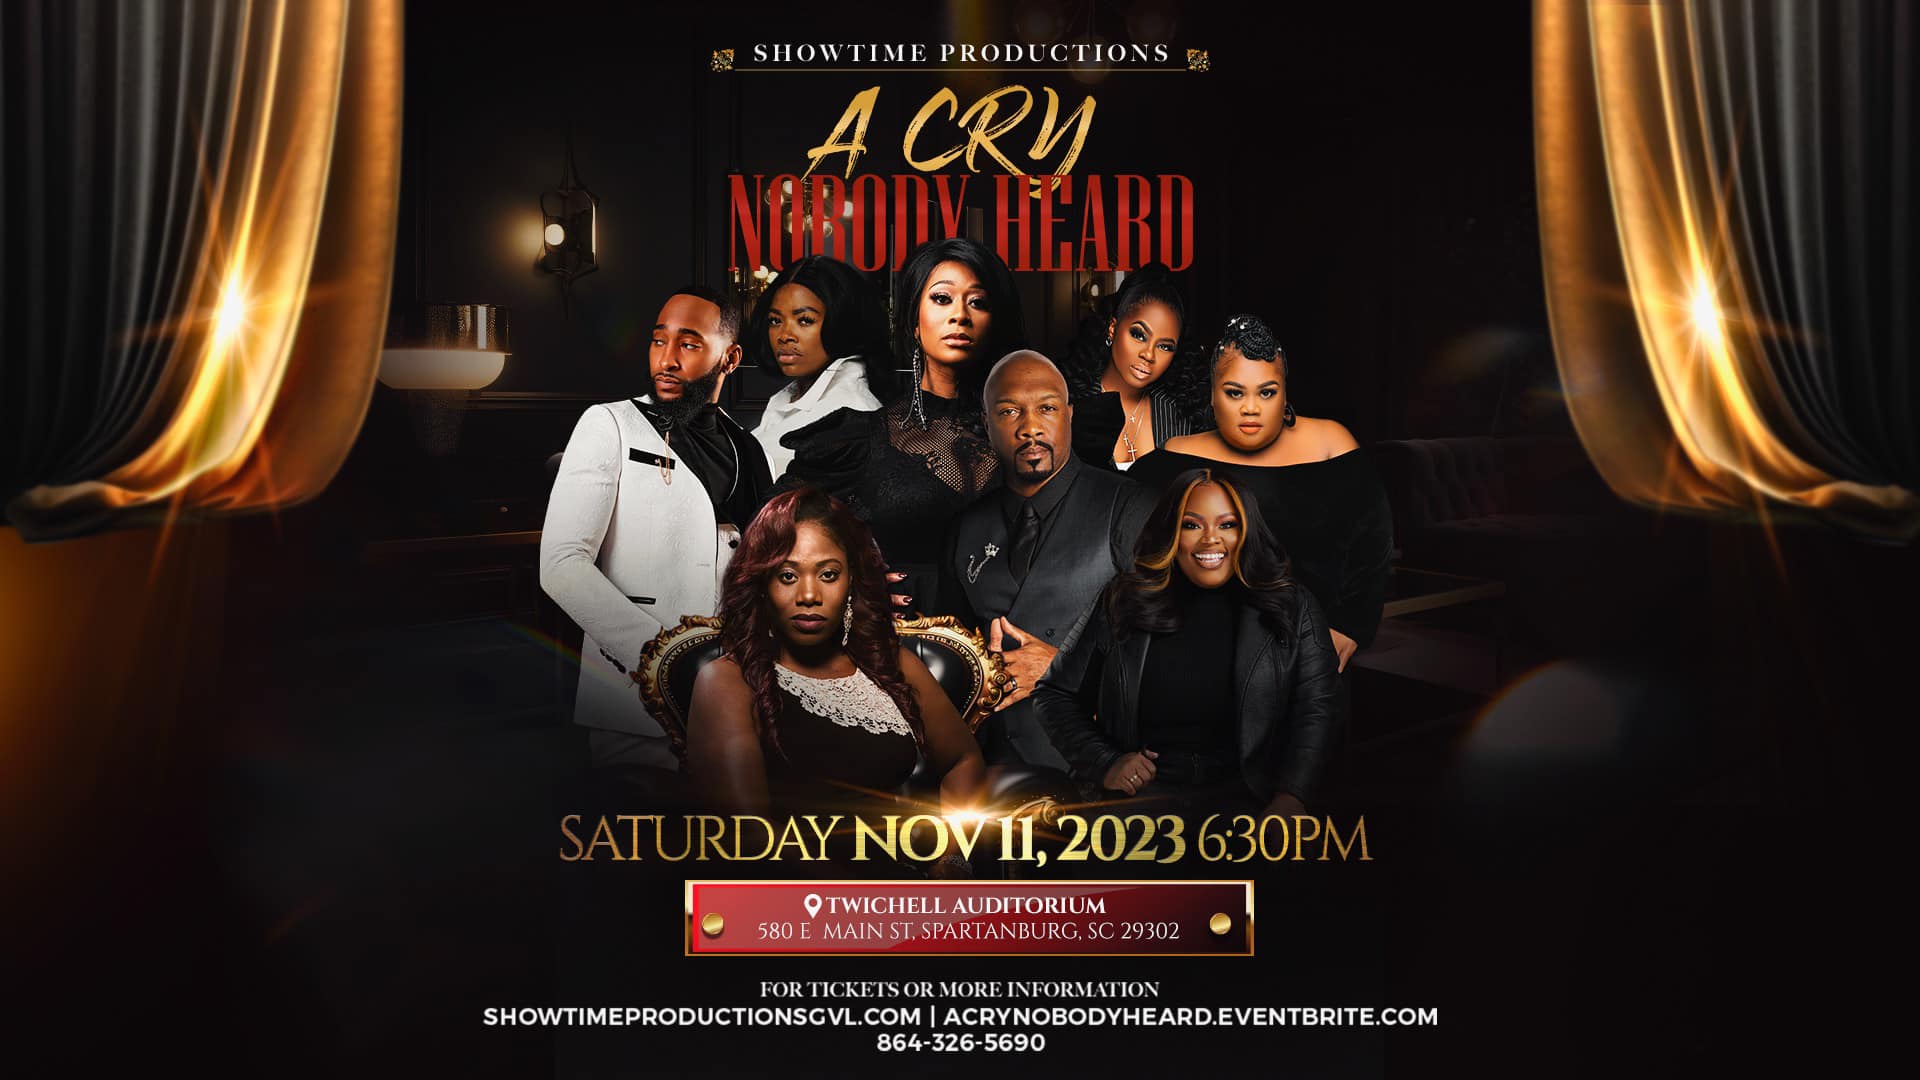 SHOWTIME PRODUCTIONS
A CRY
NOBODY HEARD
SATURDAY NOV 11, 2023 6:30PM
TWICHELL AUDITORIUM
580 E MAIN ST, SPARTANBURG, SC 29302
FOR TICKETS OR MORE INFORMATION
SHOWTIMEPRODUCTIONSGVL.COM | ACRYNOBODYHEARD.EVENTBRITE.COM
864-326-5690